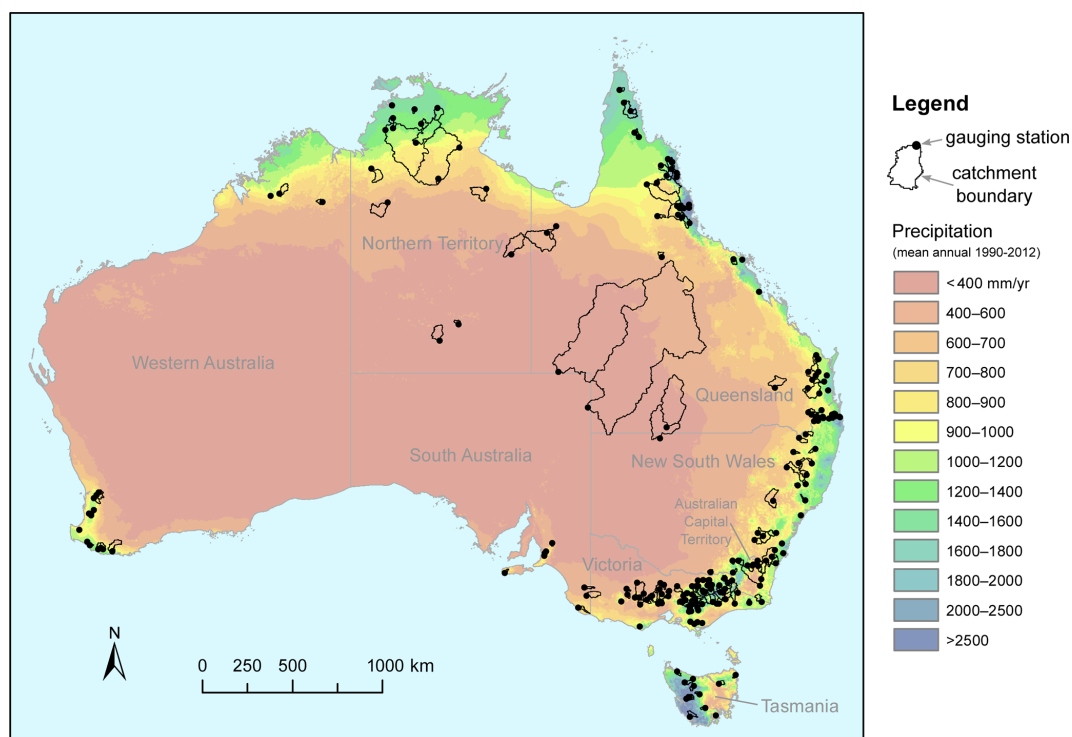 Northern Territory
Western Australia
Queensland
South Australia
New South Wales
Australian
Capital
Territory
Victoria
Tasmania
N
0 250 500 1000 km
Legend
gauging station
catchment
boundary
Precipitation
(mean annual 1990-2012)
<400 mm/yr
400–600
600–700
700–800
800–900
900–1000
1000–1200
1200–1400
1400–1600
1600–1800
1800–2000
2000–2500
>2500